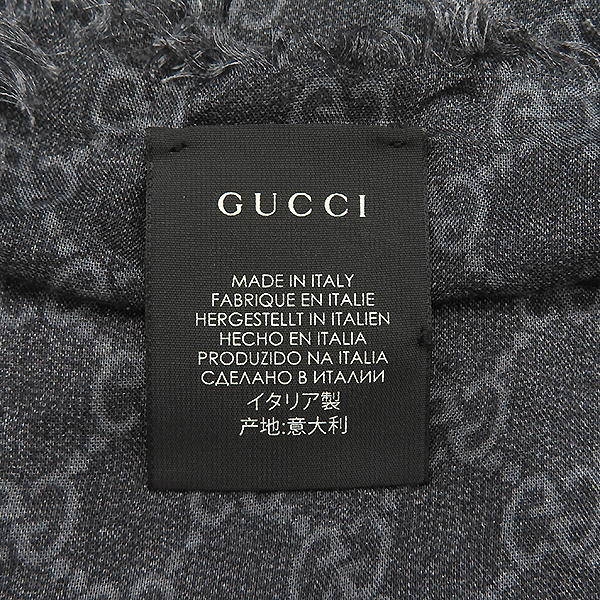 GUCCI
MADE IN ITALY
FABRIQUE EN ITALIE
HERGESTELLT IN ITALIEN
HECHO EN ITALIA
PRODUZIDO NA ITALIA
СДЕЛАНО В ИТАЛИИ
イタリア製
产地:意大利